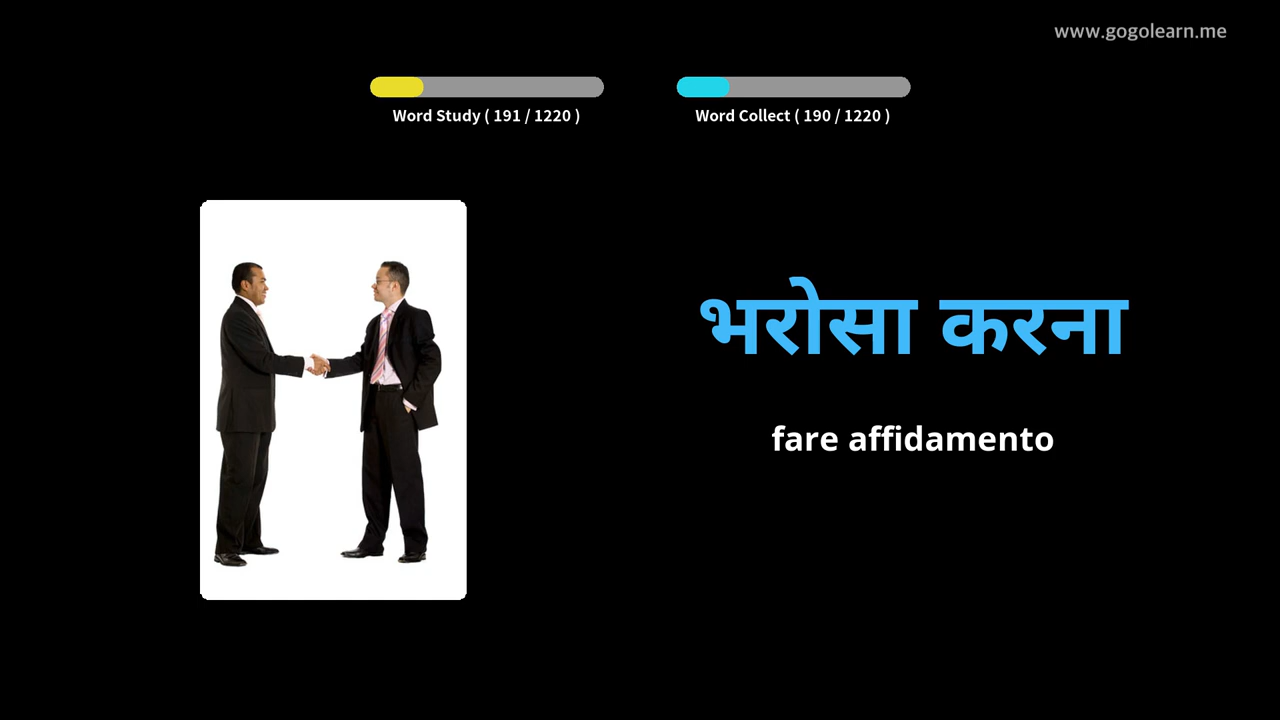 www.gogolearn.me
Word Study ( 191 / 1220 )
Word Collect ( 190 / 1220 )
भरोसा करना
fare affidamento